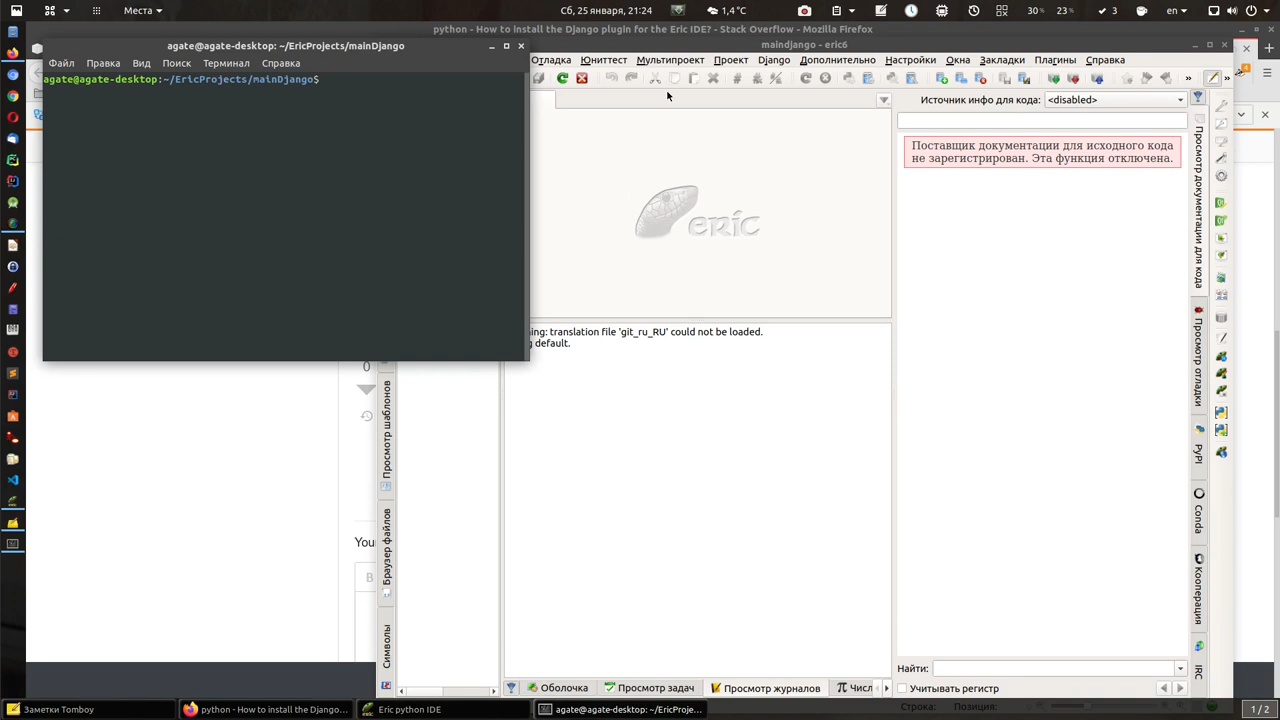 Места
Сб, 25 января, 21:24
1,4°C
en
30%
23%
python - How to install the Django plugin for the Eric IDE? - Stack Overflow - Mozilla Firefox
agate@agate-desktop: ~/EricProjects/mainDjango
maindjango - eric6
Файл Правка Вид Поиск Терминал Справка
Отладка Юниттест Мультипроект Проект Django Дополнительно Настройки Окна Закладки Плагины Справка
agate@agate-desktop:~/EricProjects/mainDjango$
Источник инфо для кода: <disabled>
Поставщик документации для исходного кода
не зарегистрирован. Эта функция отключена.
eric
ing: translation file 'git_ru_RU' could not be loaded.
default.
0
You
B
Просмотр шаблонов
Браузер файлов
Символы
Просмотр документации для кода
Просмотр отладки
PyPI
Conda
Кооперация
IRC
Найти:
Учитывать регистр
Оболочка
Просмотр задач
Просмотр журналов
Числ
Строка: Позиция:
Заметки Tomboy
python - How to install the Django...
Eric python IDE
agate@agate-desktop: ~/EricProje...
1/2